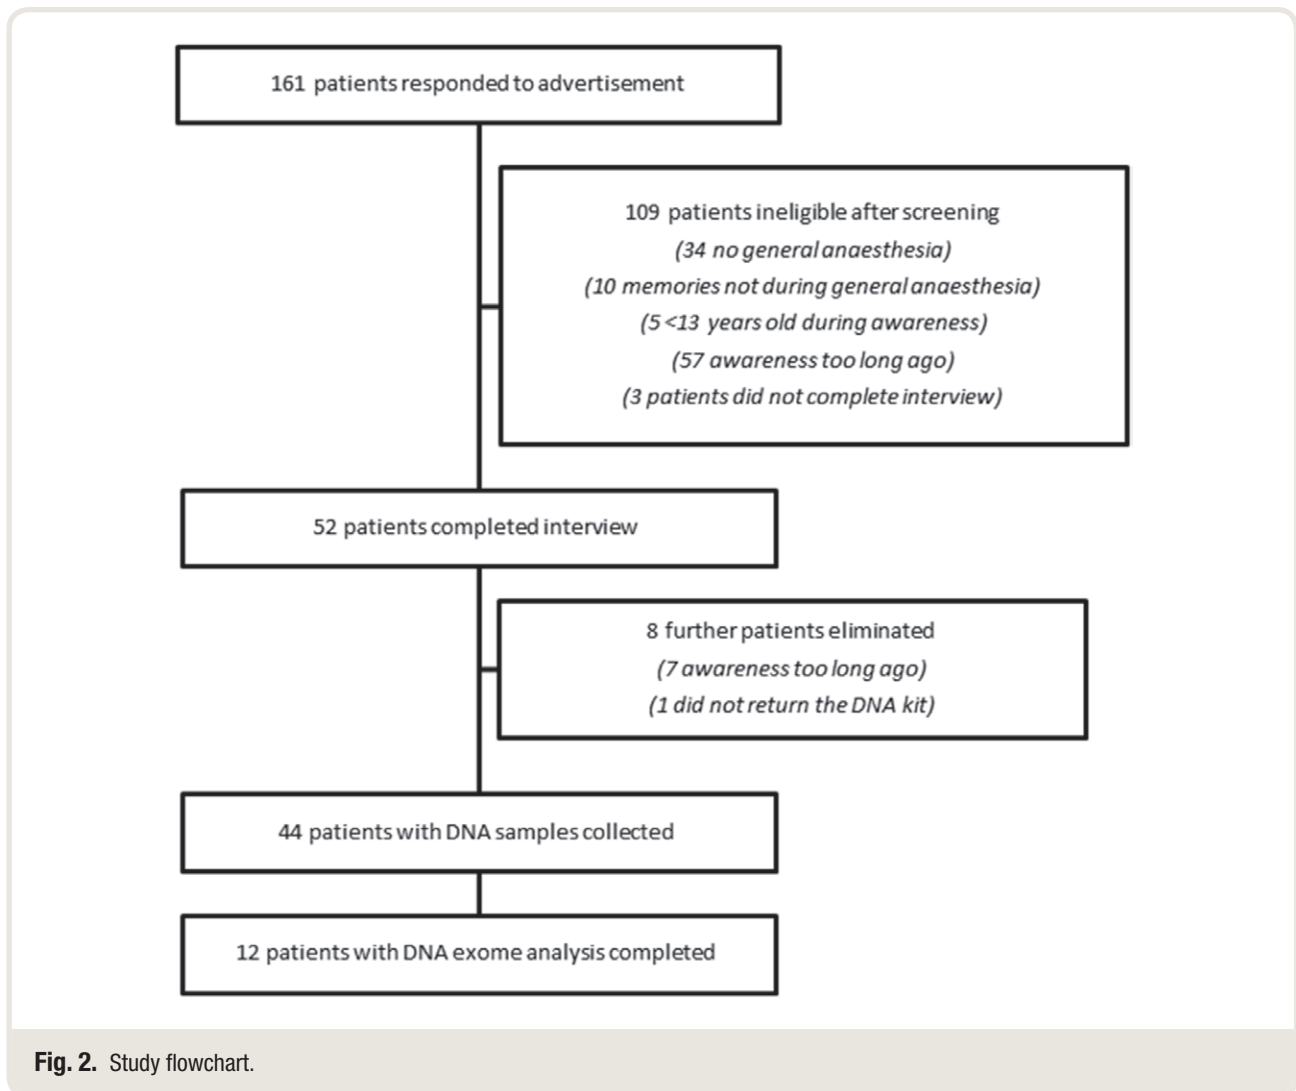 161 patients responded to advertisement
109 patients ineligible after screening
(34 no general anaesthesia)
(10 memories not during general anaesthesia)
(5 <13 years old during awareness)
(57 awareness too long ago)
(3 patients did not complete interview)
52 patients completed interview
8 further patients eliminated
(7 awareness too long ago)
(1 did not return the DNA kit)
44 patients with DNA samples collected
12 patients with DNA exome analysis completed
Fig. 2. Study flowchart.